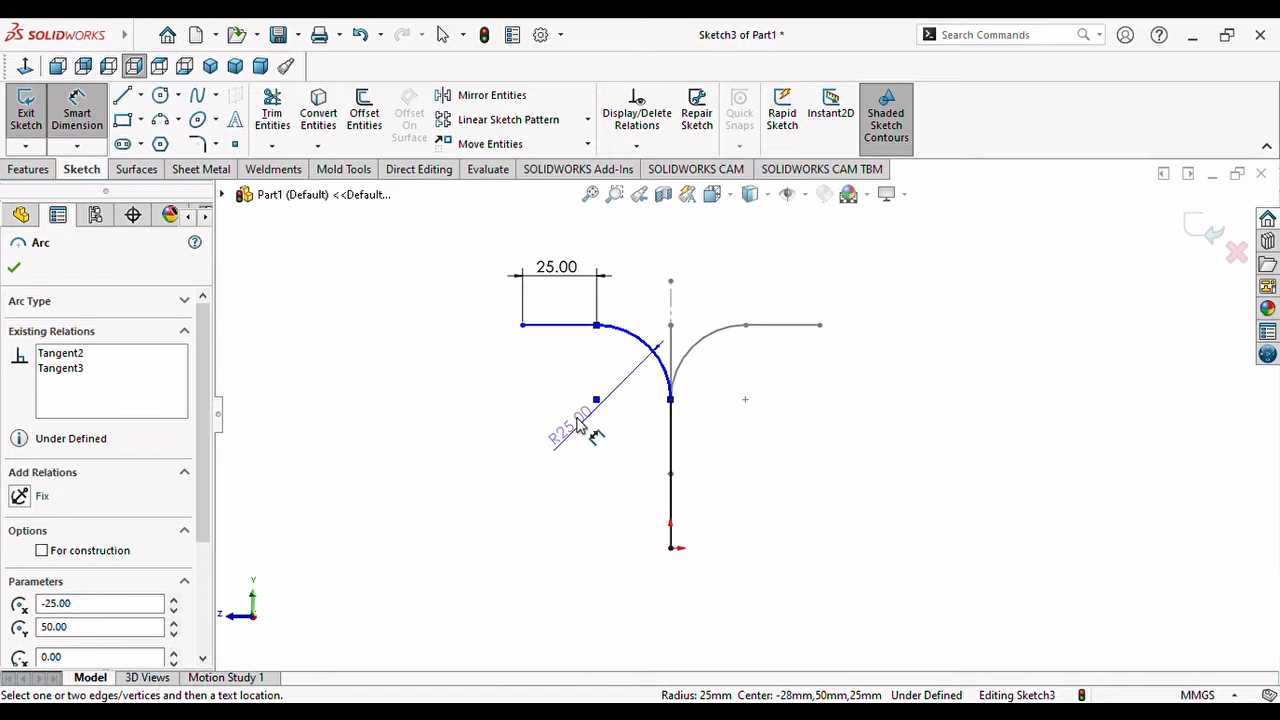 SOLIDWORKS
Sketch3 of Part1 *
Search Commands
Exit Sketch
Smart Dimension
Trim Entities
Convert Entities
Offset Entities
Offset On Surface
Mirror Entities
Linear Sketch Pattern
Move Entities
Display/Delete Relations
Repair Sketch
Quick Snaps
Rapid Sketch
Instant2D
Shaded Sketch Contours
Features
Sketch
Surfaces
Sheet Metal
Weldments
Mold Tools
Direct Editing
Evaluate
SOLIDWORKS Add-Ins
SOLIDWORKS CAM
SOLIDWORKS CAM TBM
Part1 (Default) <<Default...
Arc
Arc Type
Existing Relations
Tangent2
Tangent3
Under Defined
Add Relations
Fix
Options
For construction
Parameters
-25.00
50.00
0.00
25.00
R25.00
Y
Z
Model
3D Views
Motion Study 1
Select one or two edges/vertices and then a text location.
Radius: 25mm
Center: -28mm,50mm,25mm
Under Defined
Editing Sketch3
MMGS